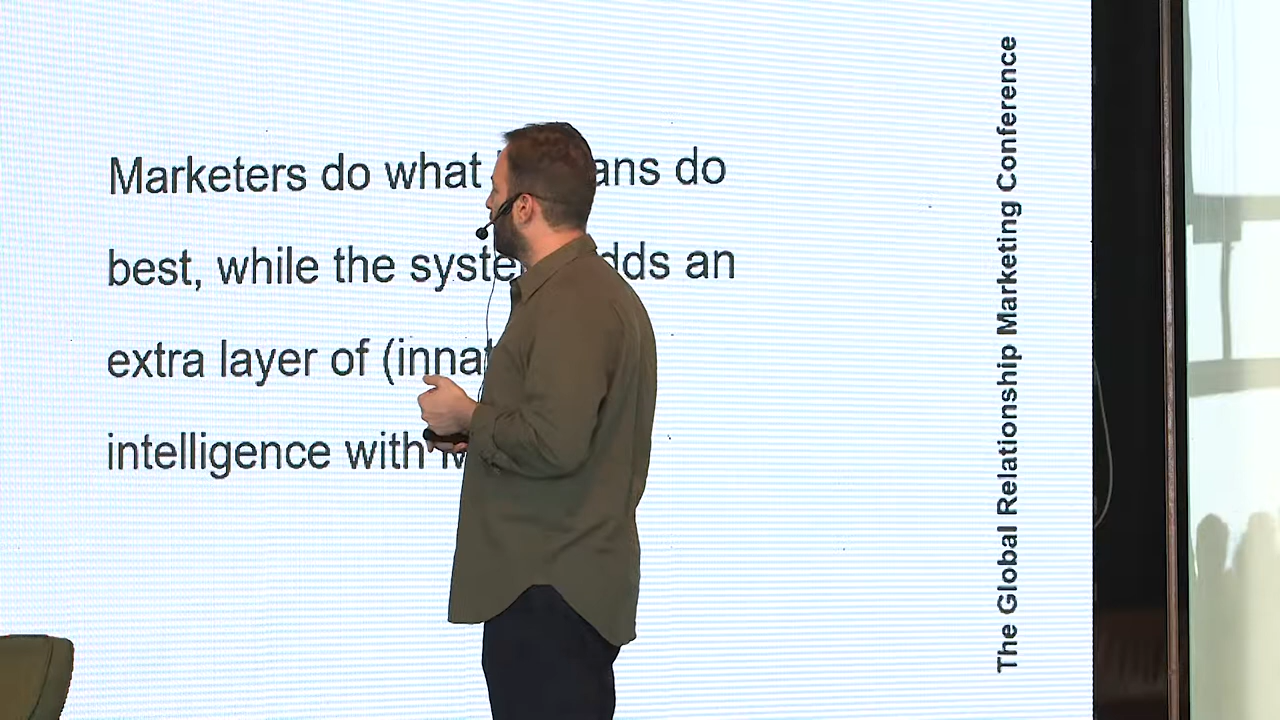 Marketers do what do
best, while the an
extra layer of
intelligence with
The Global Relationship Marketing Conference